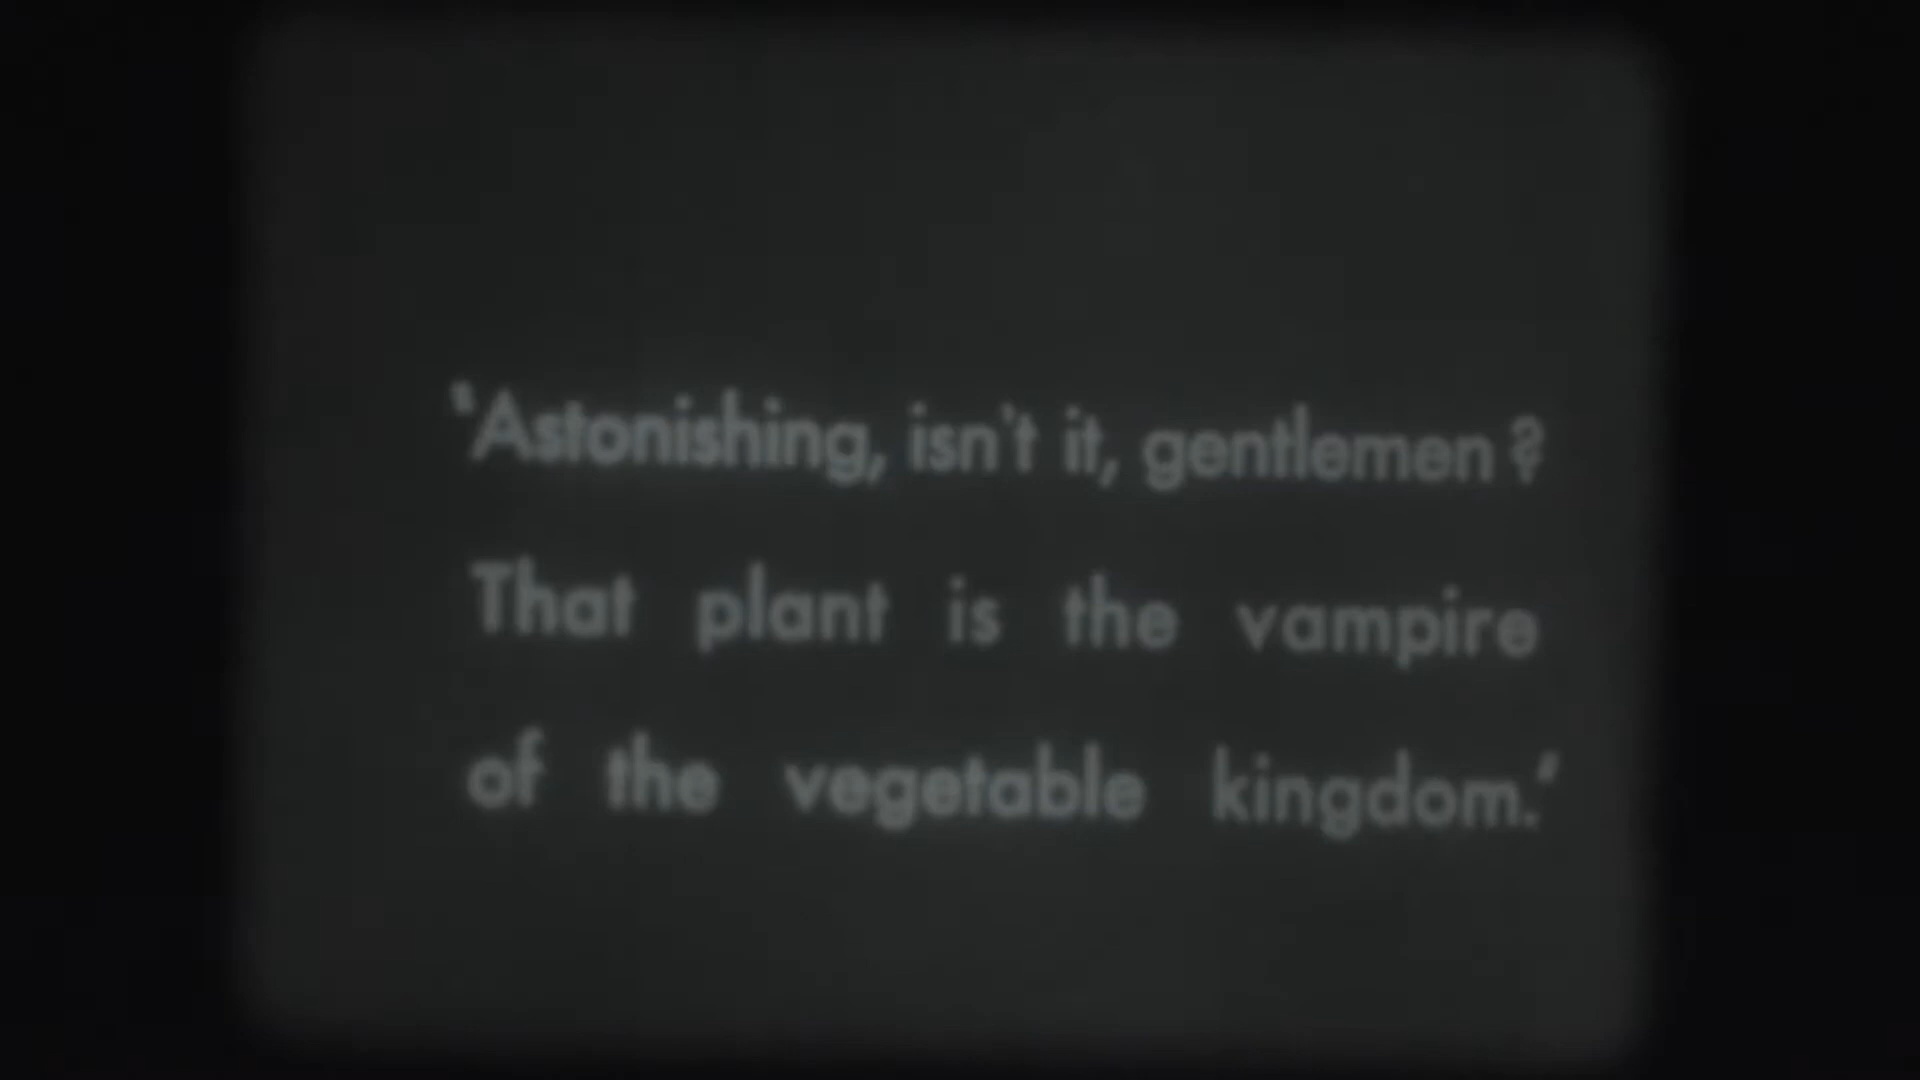 ‘Astonishing, isn't it, gentlemen?
That plant is the vampire
of the vegetable kingdom.’